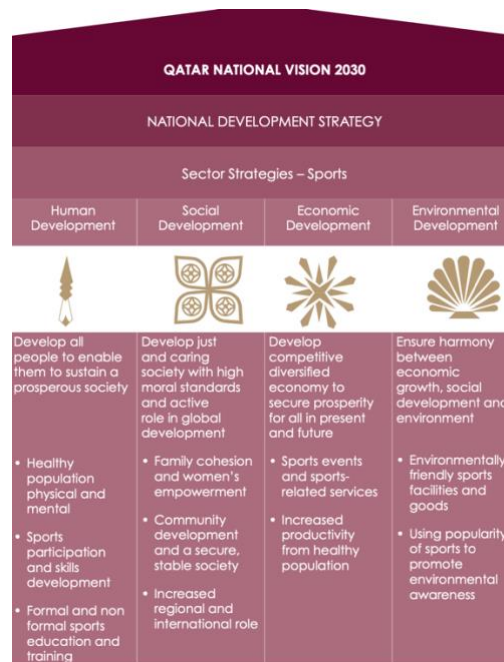 QATAR NATIONAL VISION 2030
NATIONAL DEVELOPMENT STRATEGY
Sector Strategies – Sports
Human
Development
Social
Development
Economic
Development
Environmental
Development
Develop all
people to enable
them to sustain a
prosperous society
• Healthy
population
physical and
mental
• Sports
participation
and skills
development
• Formal and non
formal sports
education and
training
Develop just
and caring
society with high
moral standards
and active
role in global
development
• Family cohesion
and women's
empowerment
• Community
development
and a secure,
stable society
• Increased
regional and
international role
Develop
competitive
diversified
economy to
secure prosperity
for all in present
and future
• Sports events
and sports-
related services
• Increased
productivity
from healthy
population
Ensure harmony
between
economic
growth, social
development and
environment
• Environmentally
friendly sports
facilities and
goods
• Using popularity
of sports to
promote
environmental
awareness